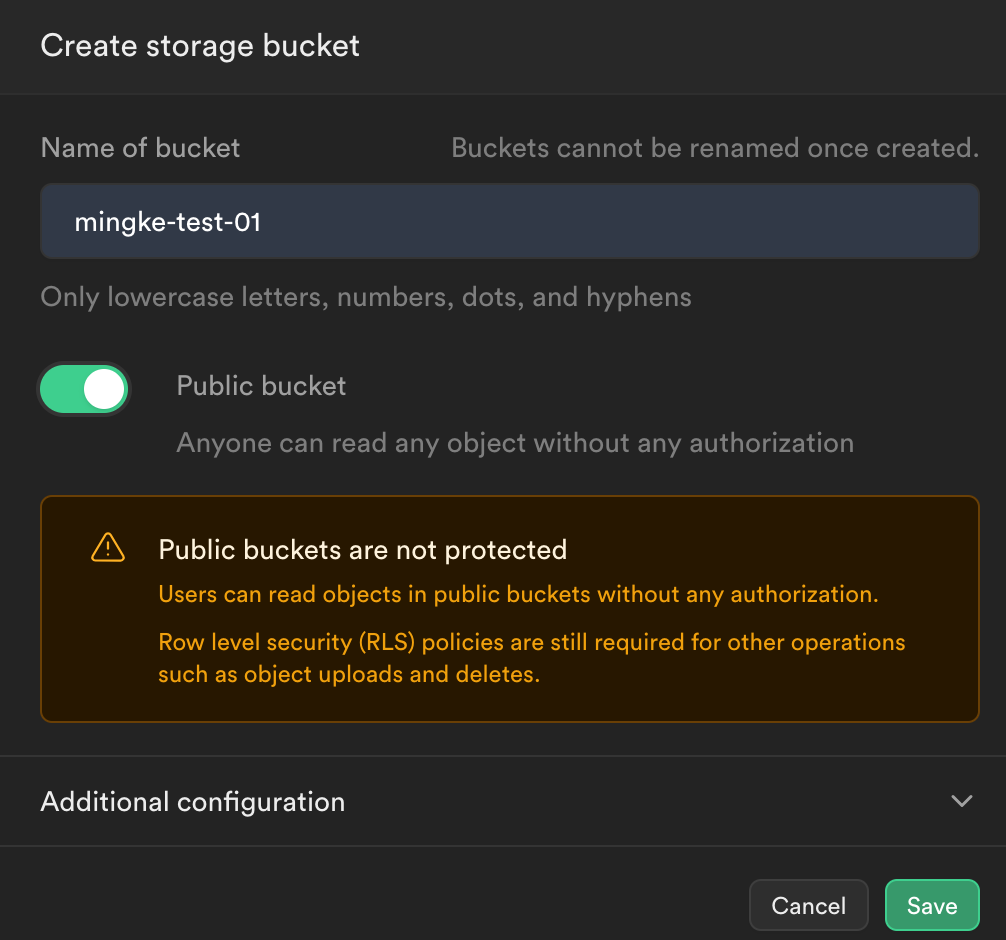 Create storage bucket
Name of bucket
Buckets cannot be renamed once created.
mingke-test-01
Only lowercase letters, numbers, dots, and hyphens
Public bucket
Anyone can read any object without any authorization
Public buckets are not protected
Users can read objects in public buckets without any authorization.
Row level security (RLS) policies are still required for other operations
such as object uploads and deletes.
Additional configuration
Cancel
Save